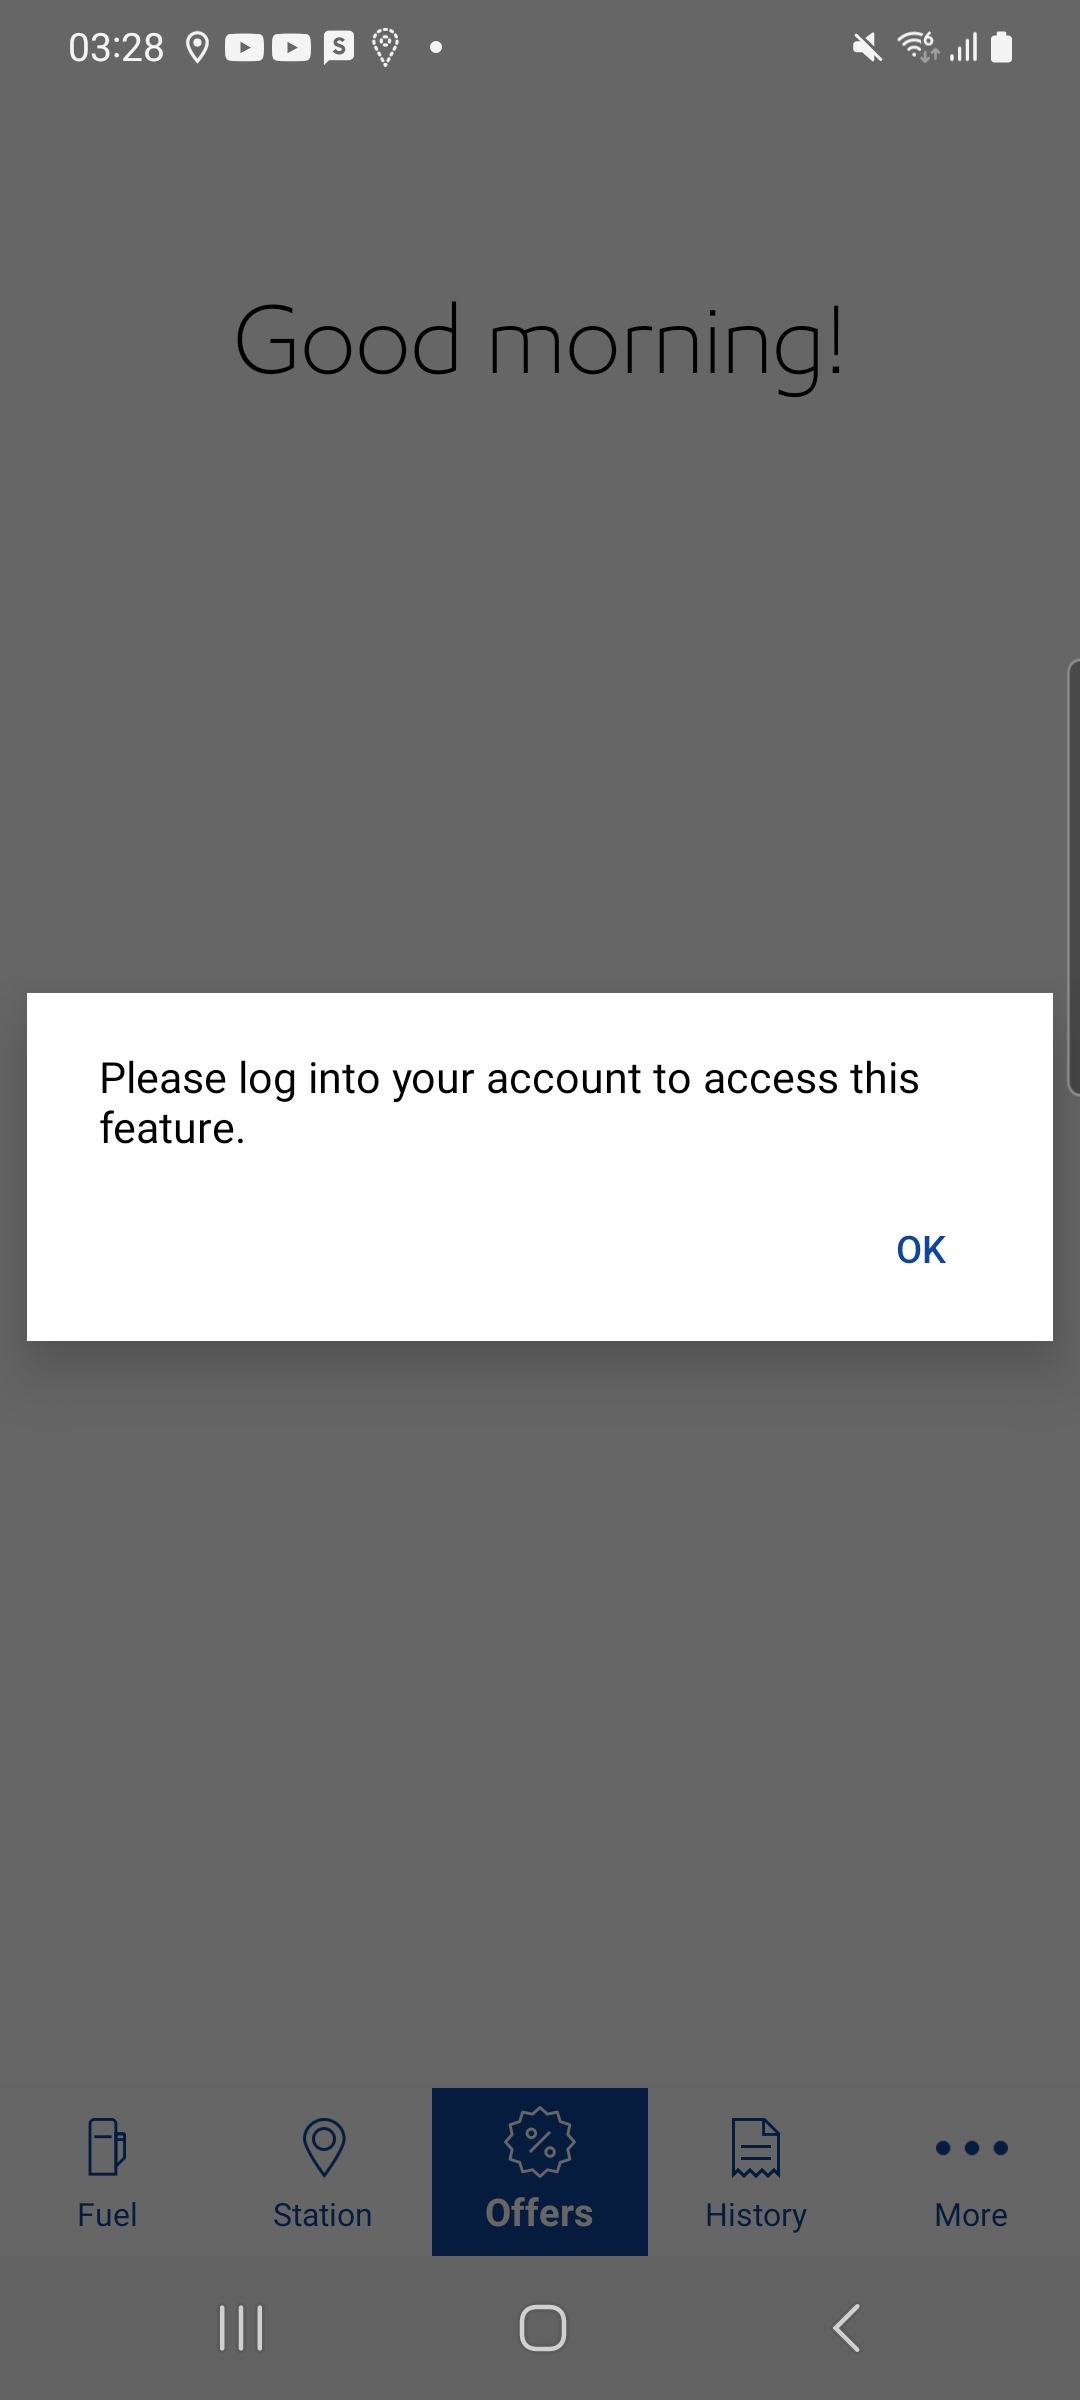 03:28
Good morning!
Please log into your account to access this
feature.
OK
Fuel
Station
Offers
History
More